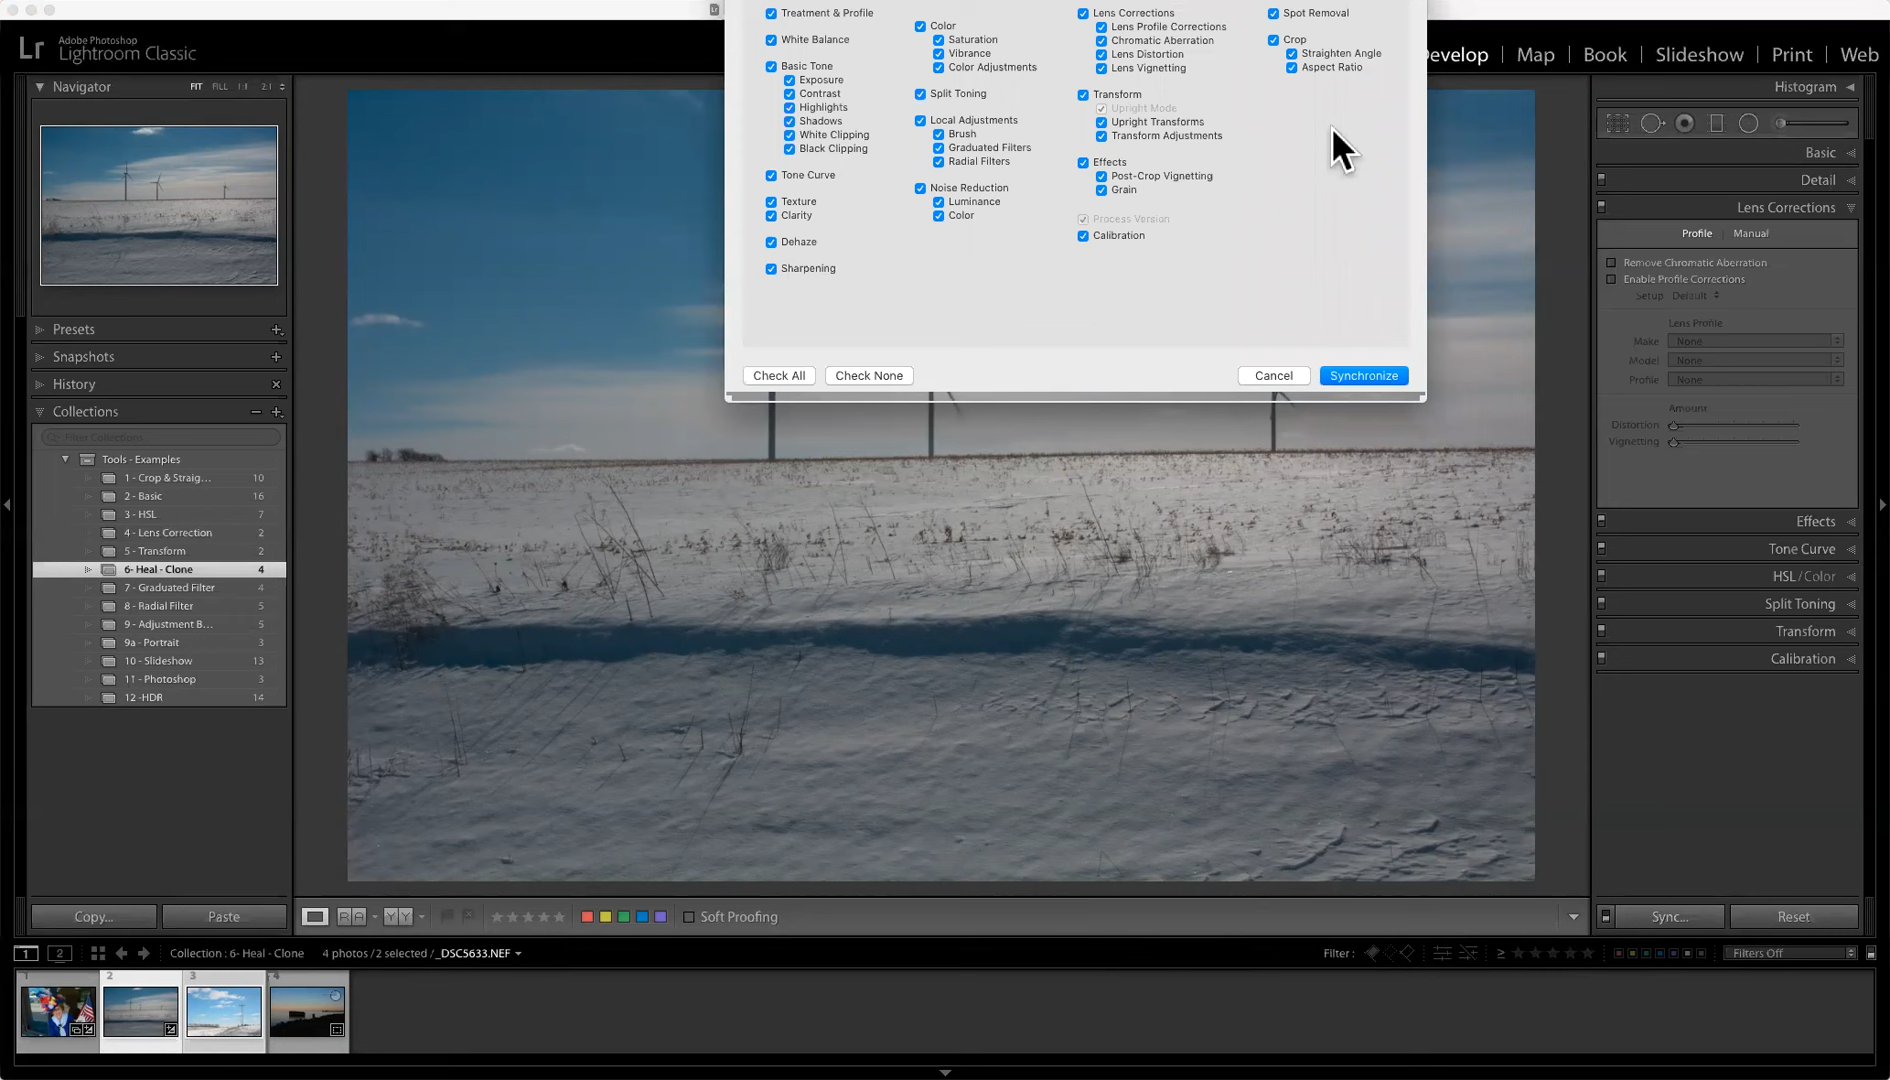 Lr Adobe Photoshop
Lightroom Classic
Develop | Map | Book | Slideshow | Print | Web
Treatment & Profile
White Balance
Basic Tone
Exposure
Contrast
Highlights
Shadows
White Clipping
Black Clipping
Tone Curve
Texture
Clarity
Dehaze
Sharpening
Color
Saturation
Vibrance
Color Adjustments
Split Toning
Local Adjustments
Brush
Graduated Filters
Radial Filters
Noise Reduction
Luminance
Color
Lens Corrections
Lens Profile Corrections
Chromatic Aberration
Lens Distortion
Lens Vignetting
Transform
Upright Mode
Upright Transforms
Transform Adjustments
Effects
Post-Crop Vignetting
Grain
Process Version
Calibration
Spot Removal
Crop
Straighten Angle
Aspect Ratio
Check All Check None Cancel Synchronize
Navigator FIT FILL 1:1 2:1
Presets
Snapshots
History
Collections
Filter Collections
Tools - Examples
1 - Crop & Straig... 10
2 - Basic 16
3 - HSL 7
4 - Lens Correction 2
5 - Transform 2
6- Heal - Clone 4
7 - Graduated Filter 4
8 - Radial Filter 5
9 - Adjustment B... 5
9a - Portrait 3
10 - Slideshow 13
11 - Photoshop 3
12 -HDR 14
Copy... Paste
Histogram
Basic
Detail
Lens Corrections
Profile | Manual
Remove Chromatic Aberration
Enable Profile Corrections
Setup Default
Lens Profile
Make None
Model None
Profile None
Amount
Distortion
Vignetting
Effects
Tone Curve
HSL / Color
Split Toning
Transform
Calibration
R A Y Y Soft Proofing
Sync... Reset
1 2 Collection : 6- Heal - Clone 4 photos / 2 selected / _DSC5633.NEF Filter : ≥ Filters Off
1 2 3 4